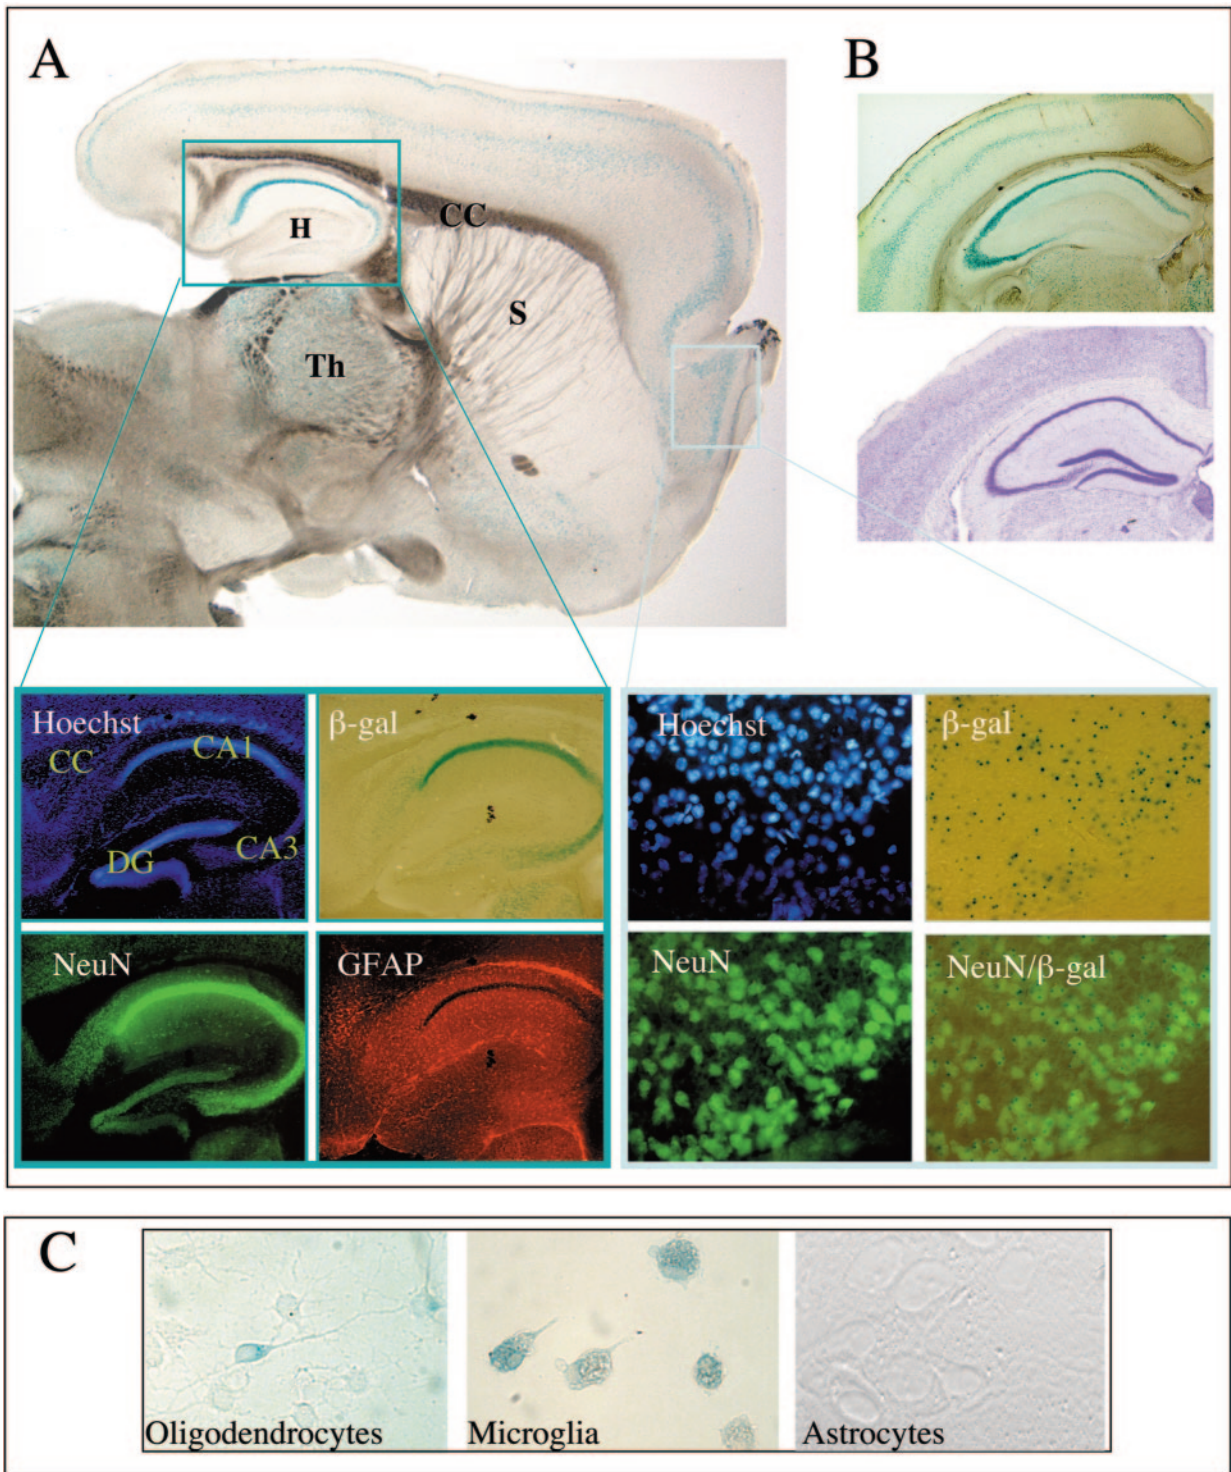 A
B
H
CC
S
Th
Hoechst
CC
CA1
DG
CA3
β-gal
NeuN
GFAP
Hoechst
β-gal
NeuN
NeuN/β-gal
C
Oligodendrocytes
Microglia
Astrocytes